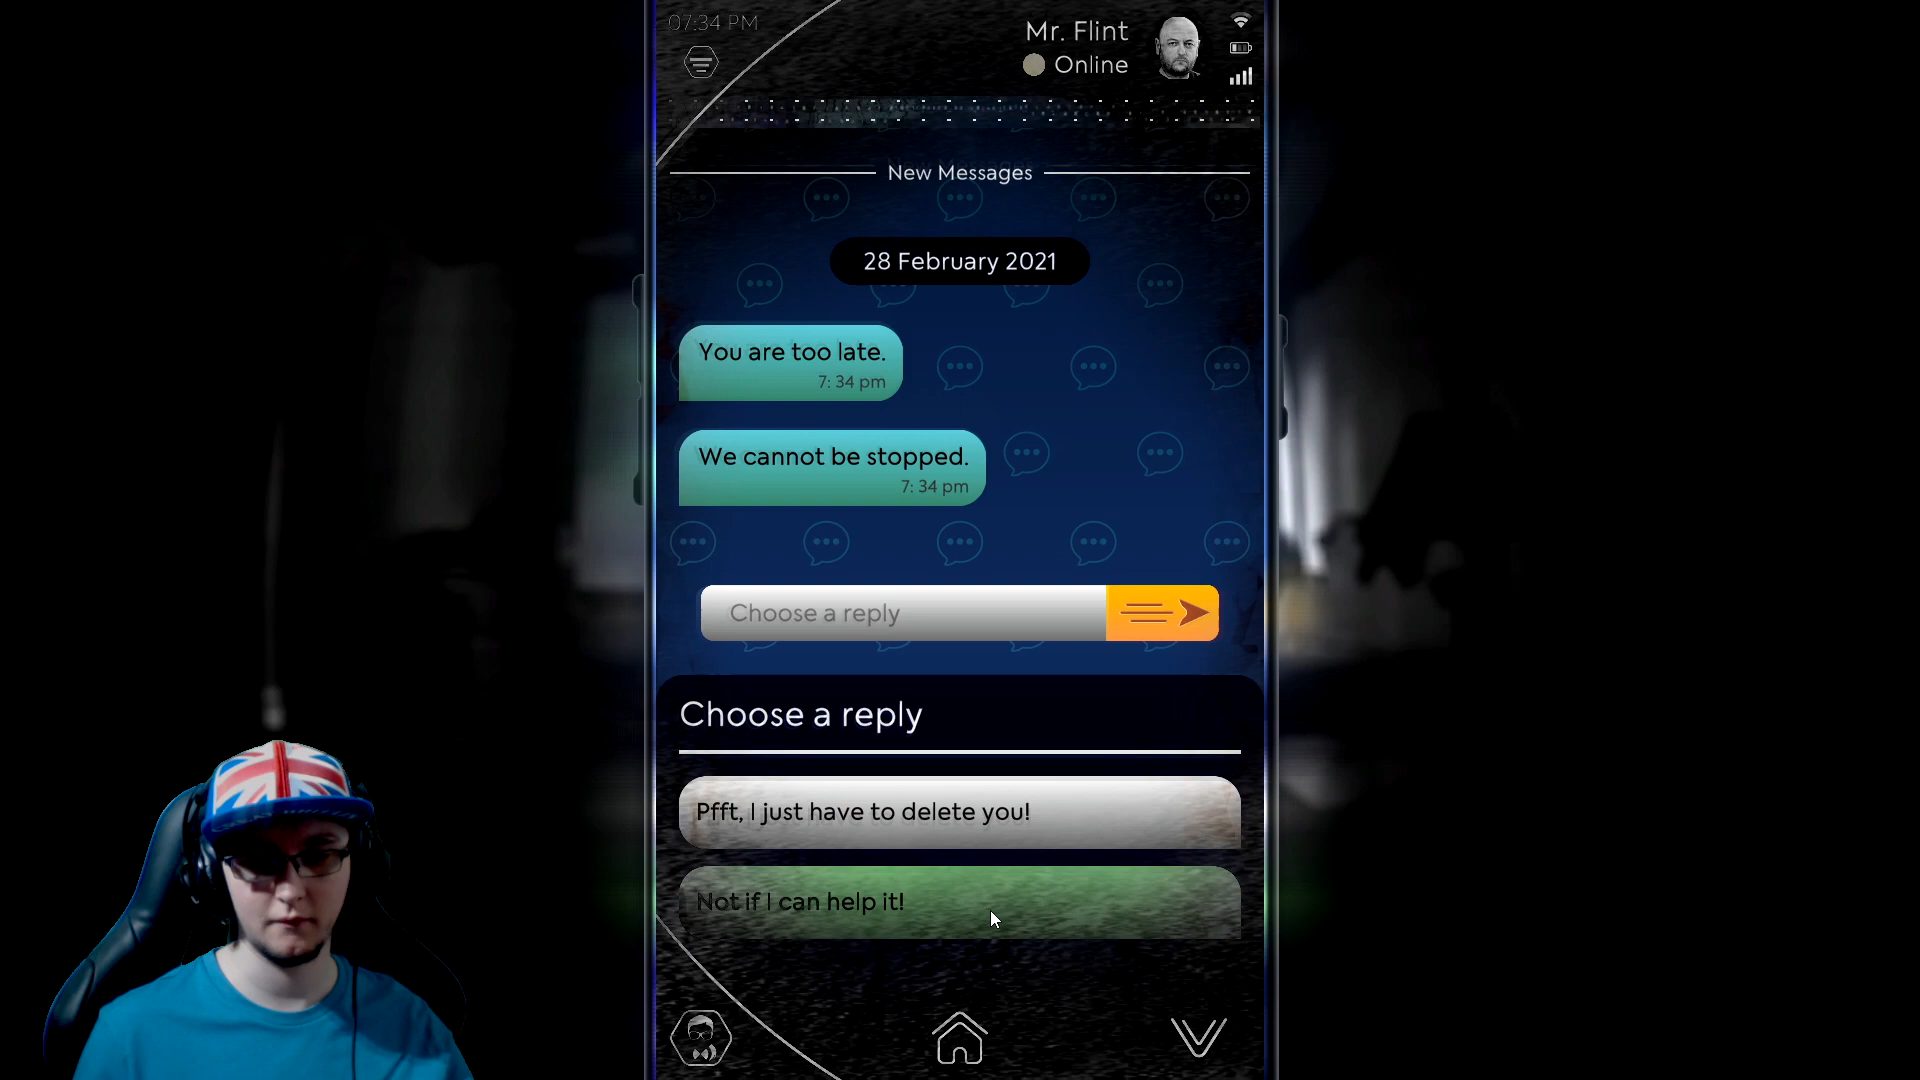 07:34 PM
Mr. Flint
Online
New Messages
28 February 2021
You are too late.
7: 34 pm
We cannot be stopped.
7: 34 pm
Choose a reply
Choose a reply
Pfft, I just have to delete you!
Not if I can help it!